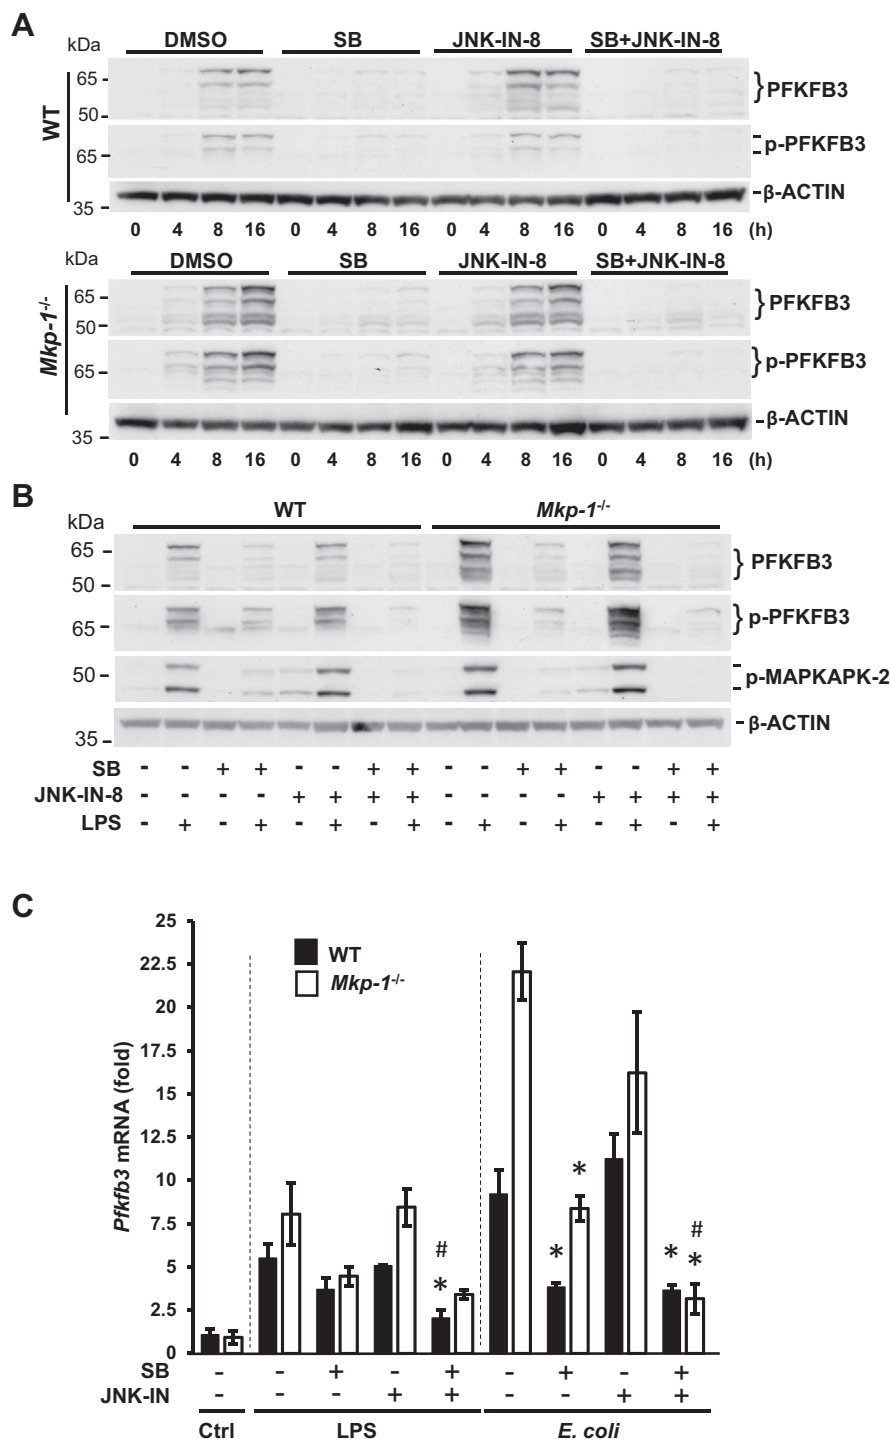 A
kDa DMSO SB JNK-IN-8 SB+JNK-IN-8
WT
65
50
65
35
} PFKFB3
p-PFKFB3
β-ACTIN
0 4 8 16 0 4 8 16 0 4 8 16 0 4 8 16 (h)
kDa DMSO SB JNK-IN-8 SB+JNK-IN-8
Mkp-1-/-
65
50
65
35
} PFKFB3
} p-PFKFB3
β-ACTIN
0 4 8 16 0 4 8 16 0 4 8 16 0 4 8 16 (h)
B
kDa WT Mkp-1-/-
65
50
65
50
35
} PFKFB3
} p-PFKFB3
p-MAPKAPK-2
β-ACTIN
SB - - + + - - + + - - + + - - + +
JNK-IN-8 - - - - + + + + - - - - + + + +
LPS - + - + - + - + - + - + - + - +
C
Pfkfb3 mRNA (fold)
25
22.5
20
17.5
15
12.5
10
7.5
5
2.5
0
WT
Mkp-1-/-
# *
*
*
*
# *
SB - - + - + - + - +
JNK-IN - - - + + - - + +
Ctrl LPS E. coli